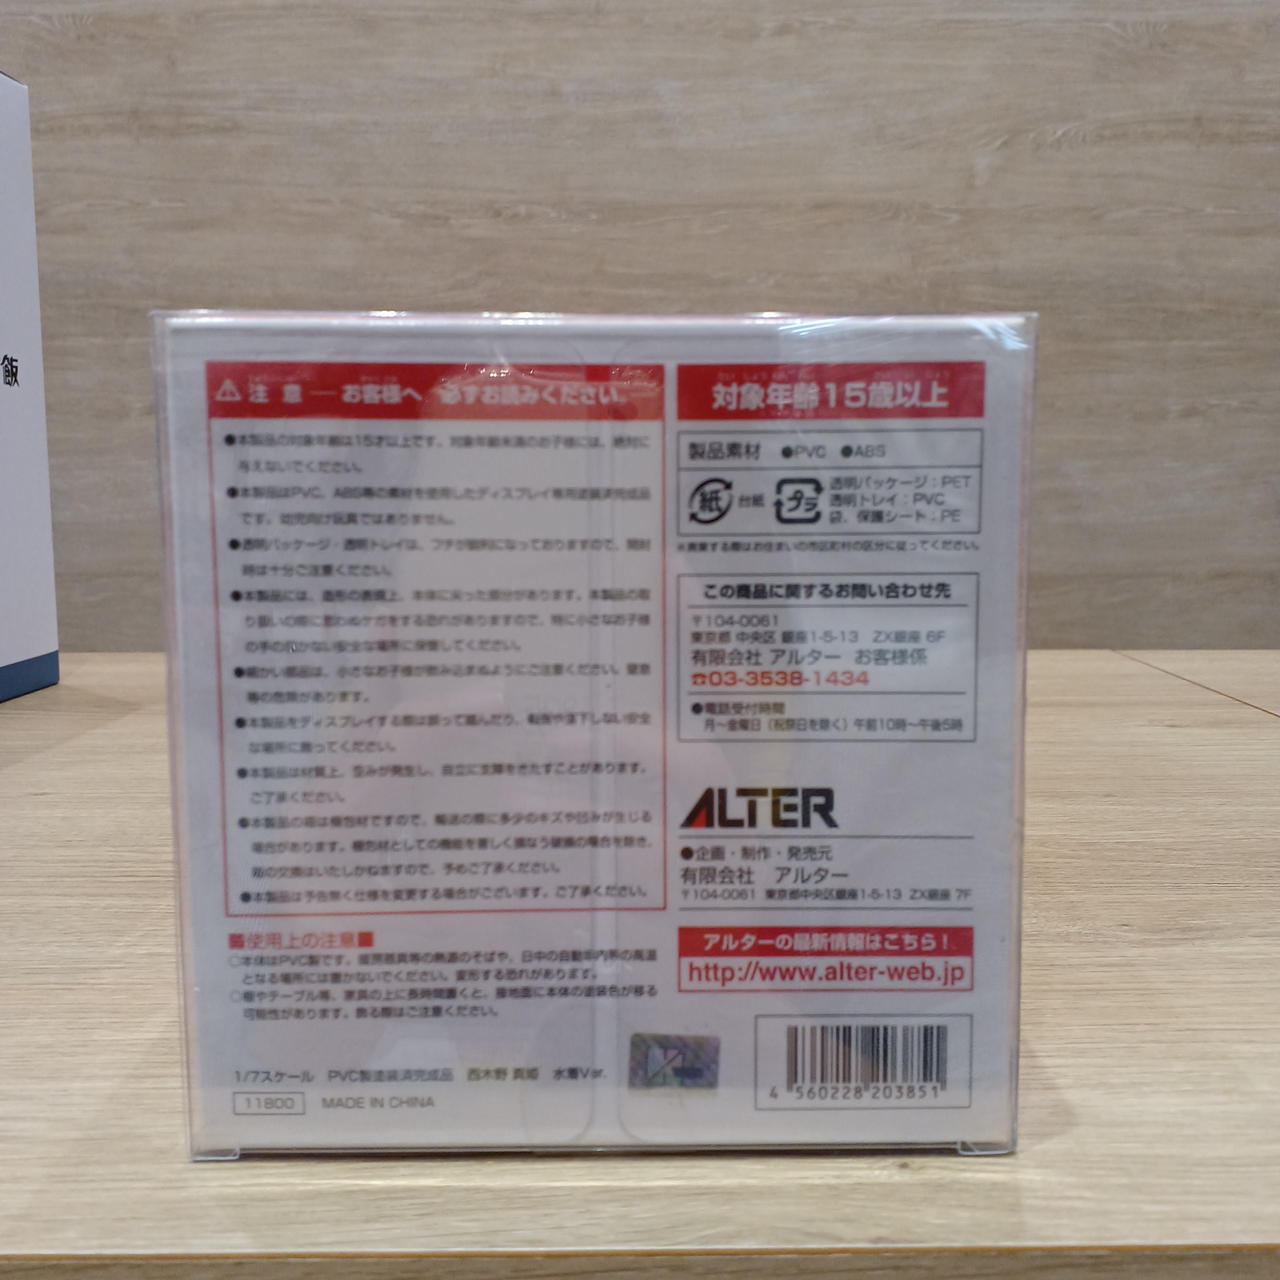 飯
注 意 ― お客様へ 必ずお読みください。
●本製品の対象年齢は15才以上です。対象年齢未満のお子様には、絶対に
与えないでください。
●本製品はPVC、ABS等の素材を使用したディスプレイ専用塗装済完成品
です。幼児向け玩具ではありません。
●透明パッケージ・透明トレイは、フチが鋭利になっておりますので、開封
時は十分ご注意ください。
●本製品には、造形の表現上、本体に尖った部分があります。本製品の取
り扱いの際に思わぬケガをする恐れがありますので、特に小さなお子様
の手の届かない安全な場所に保管してください。
●細かい部品は、小さなお子様が飲み込まぬようにご注意ください。窒息
等の危険があります。
●本製品をディスプレイする際は誤って踏んだり、転倒や落下しない安全
な場所に飾ってください。
●本製品は材質上、歪みが発生し、自立に支障をきたすことがあります。
ご了承ください。
●本製品の箱は梱包材ですので、輸送の際に多少のキズや凹みが生じる
場合があります。梱包材としての機能を著しく損なう破損の場合を除き、
箱の交換はいたしかねますので、予めご了承ください。
●本製品は予告無く仕様を変更する場合がございます。ご了承ください。
■使用上の注意■
○本体はPVC製です。暖房器具等の熱源のそばや、日中の自動車内等の高温
となる場所には置かないでください。変形する恐れがあります。
○棚やテーブル等、家具の上に長時間置くと、接地面に本体の塗装色が移る
可能性があります。飾る際はご注意ください。
1/7スケール PVC製塗装済完成品 西木野 真姫 水着Ver.
11800 MADE IN CHINA
対象年齢15歳以上
製品素材 ●PVC ●ABS
紙 台紙 プラ 透明パッケージ：PET
透明トレイ：PVC
袋、保護シート：PE
※廃棄する際はお住まいの市区町村の区分に従ってください。
この商品に関するお問い合わせ先
〒104-0061
東京都 中央区 銀座1-5-13 ZX銀座 6F
有限会社 アルター お客様係
☎03-3538-1434
●電話受付時間
月～金曜日（祝祭日を除く）午前10時～午後5時
ALTER
●企画・制作・発売元
有限会社 アルター
〒104-0061 東京都中央区銀座1-5-13 ZX銀座 7F
アルターの最新情報はこちら！
http://www.alter-web.jp
4 560228 203851